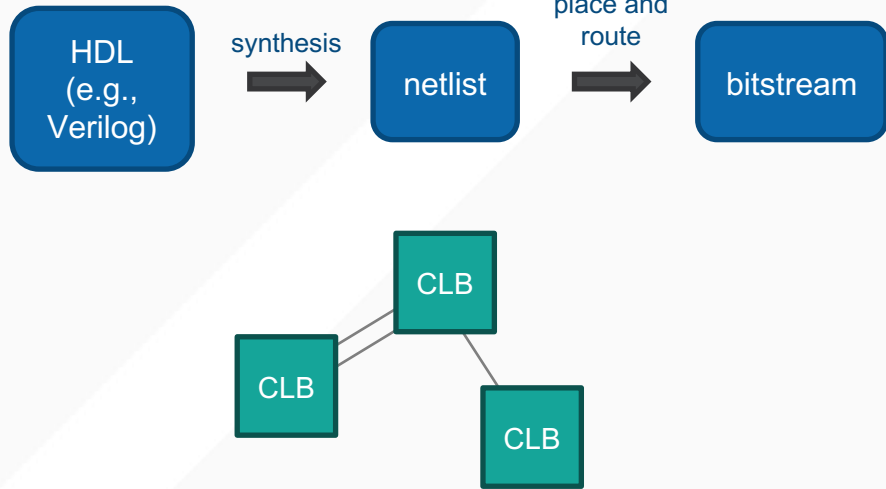 place and
route
synthesis
HDL
(e.g.,
Verilog)
netlist
bitstream
CLB
CLB
CLB